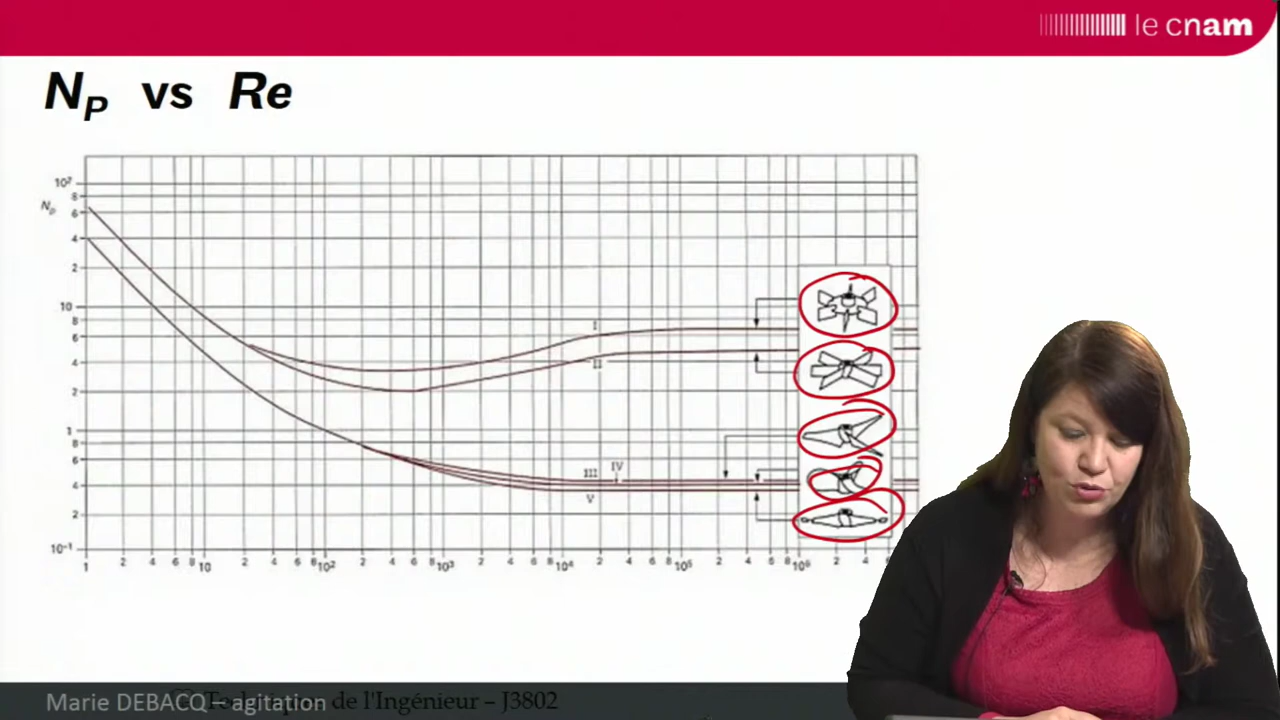 le cnam
N_P vs Re
10²
8
N_p 6
4
2
10
8
6
4
2
1
8
6
4
2
10⁻¹
I
II
III IV
V
1 2 4 6 8 10 2 4 6 8 10² 2 4 6 8 10³ 2 4 6 8 10⁴ 2 4 6 8 10⁵ 2 4 6 8 10⁶ 2 4
Marie DEBACQ – agitation
de l'Ingénieur – J3802